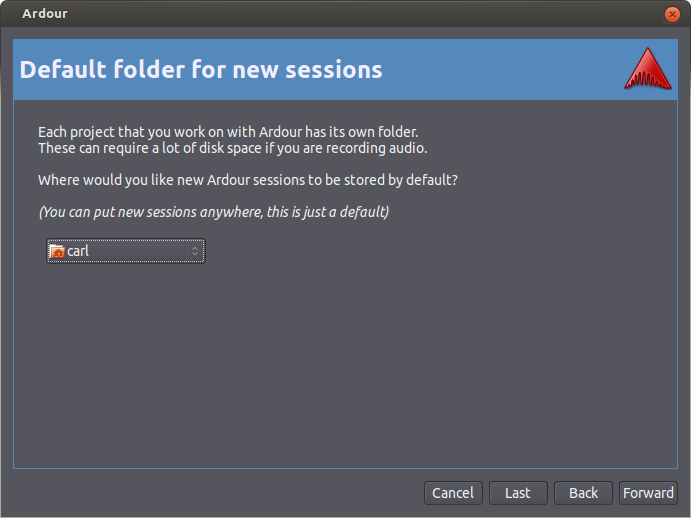 Ardour
Default folder for new sessions
Each project that you work on with Ardour has its own folder.
These can require a lot of disk space if you are recording audio.
Where would you like new Ardour sessions to be stored by default?
(You can put new sessions anywhere, this is just a default)
carl
Cancel
Last
Back
Forward